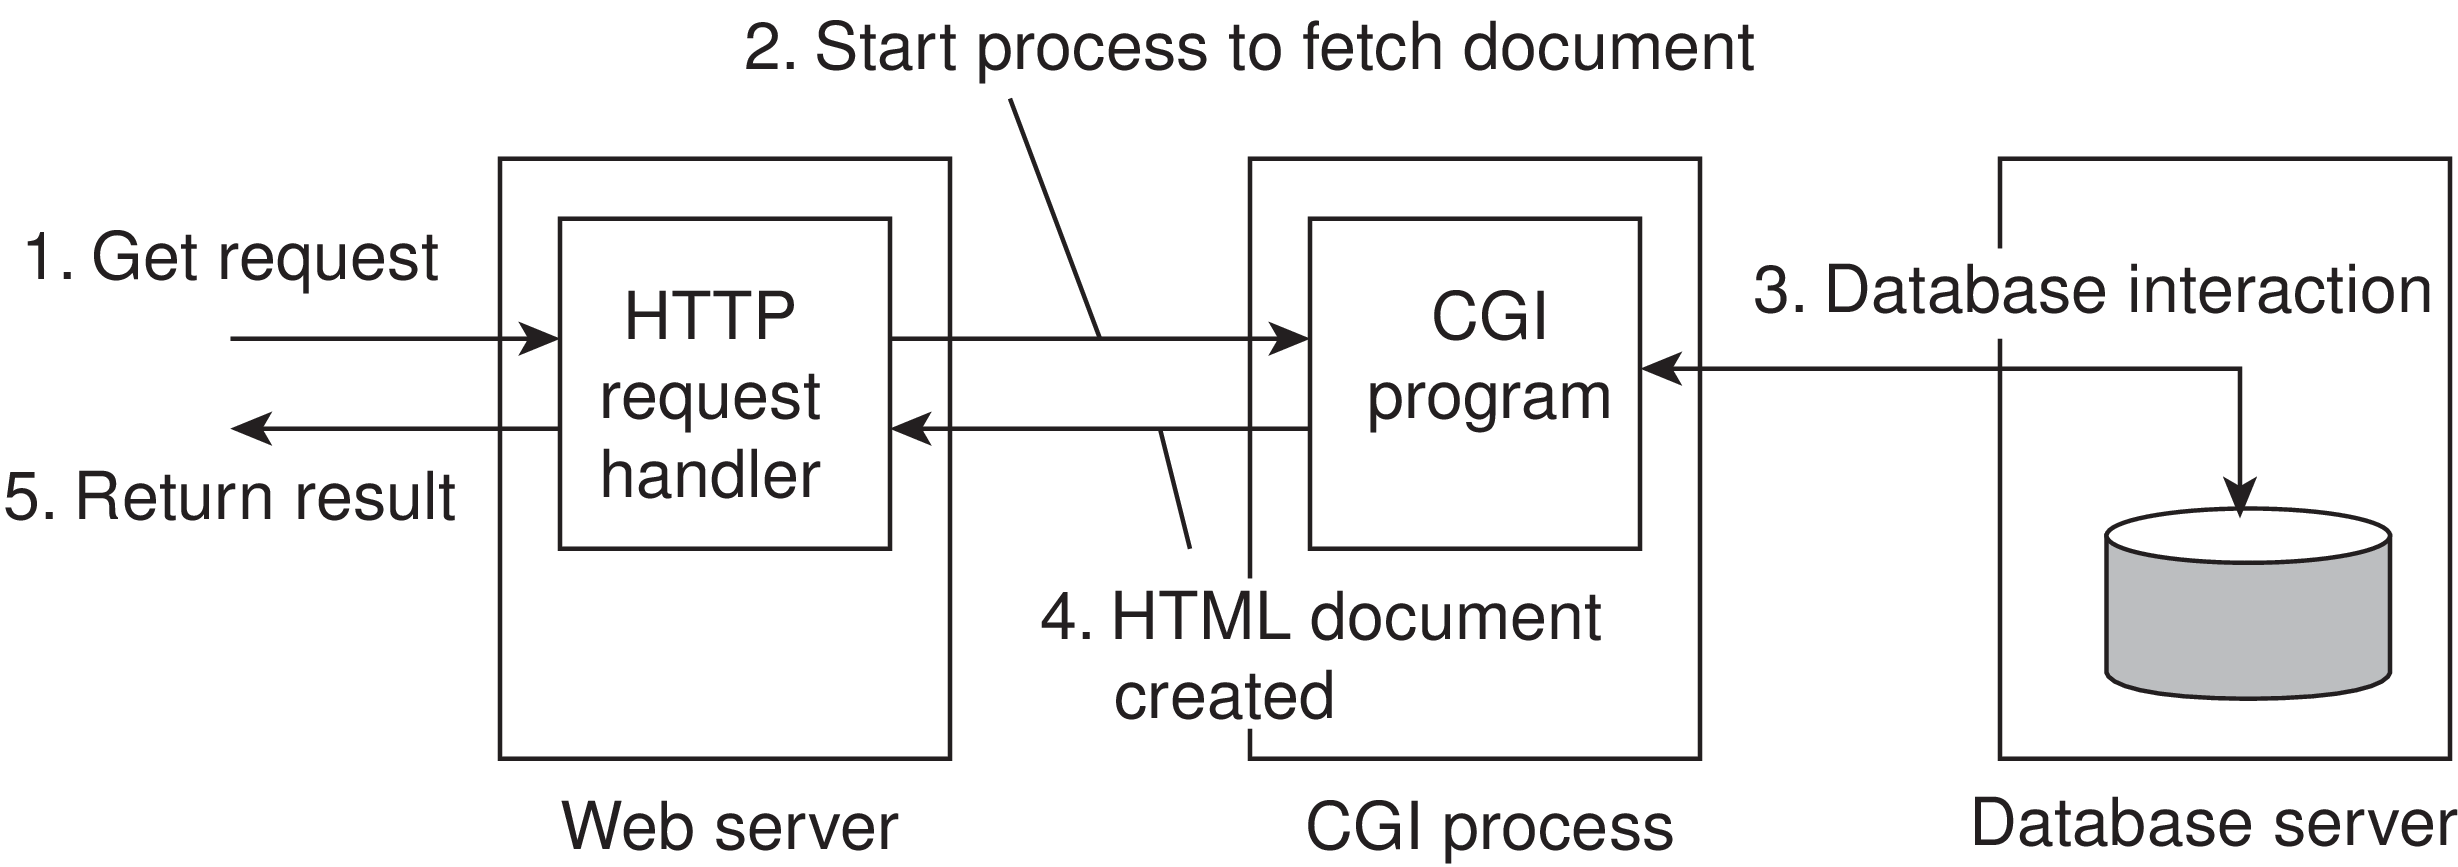 2. Start process to fetch document
1. Get request
HTTP
request
handler
5. Return result
CGI
program
3. Database interaction
4. HTML document
created
Web server
CGI process
Database server